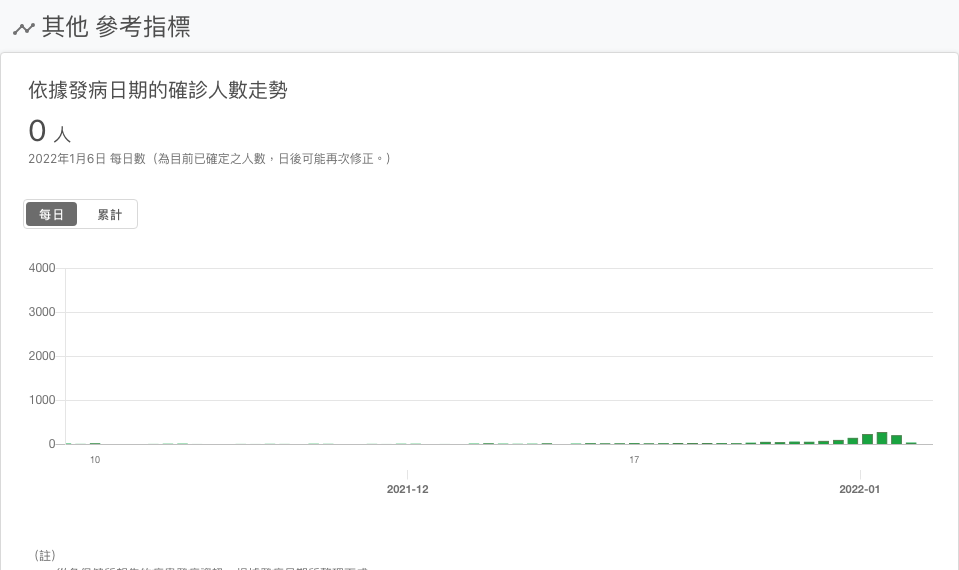 其他 參考指標
依據發病日期的確診人數走勢
0 人
2022年1月6日 每日數（為目前已確定之人數，日後可能再次修正。）
每日 累計
4000
3000
2000
1000
0
10 17
2021-12 2022-01
（註）